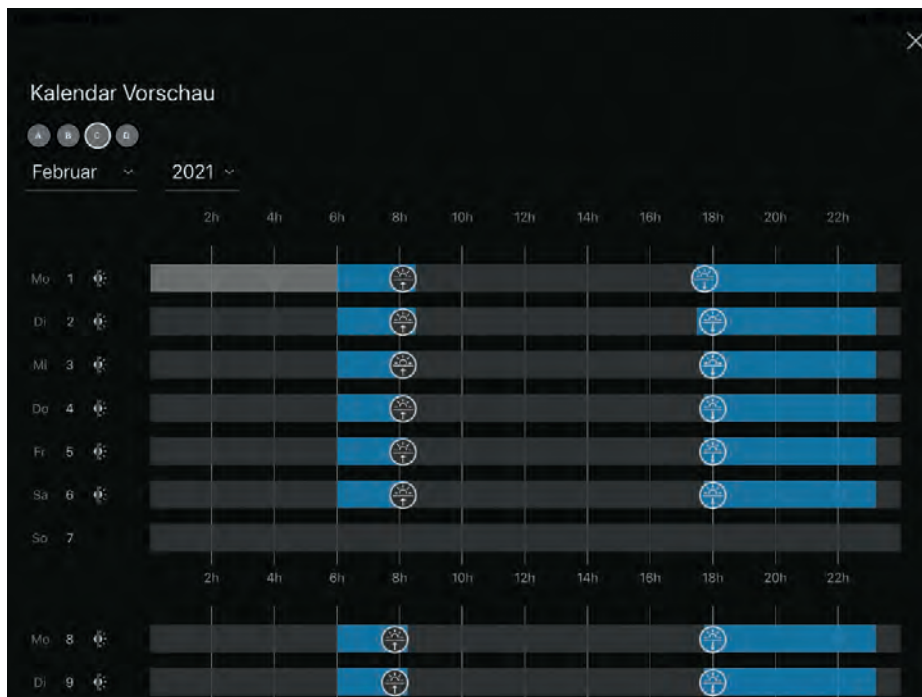 Kalendar Vorschau
A B C D
Februar 2021
2h 4h 6h 8h 10h 12h 14h 16h 18h 20h 22h
Mo 1
Di 2
Mi 3
Do 4
Fr 5
Sa 6
So 7
2h 4h 6h 8h 10h 12h 14h 16h 18h 20h 22h
Mo 8
Di 9